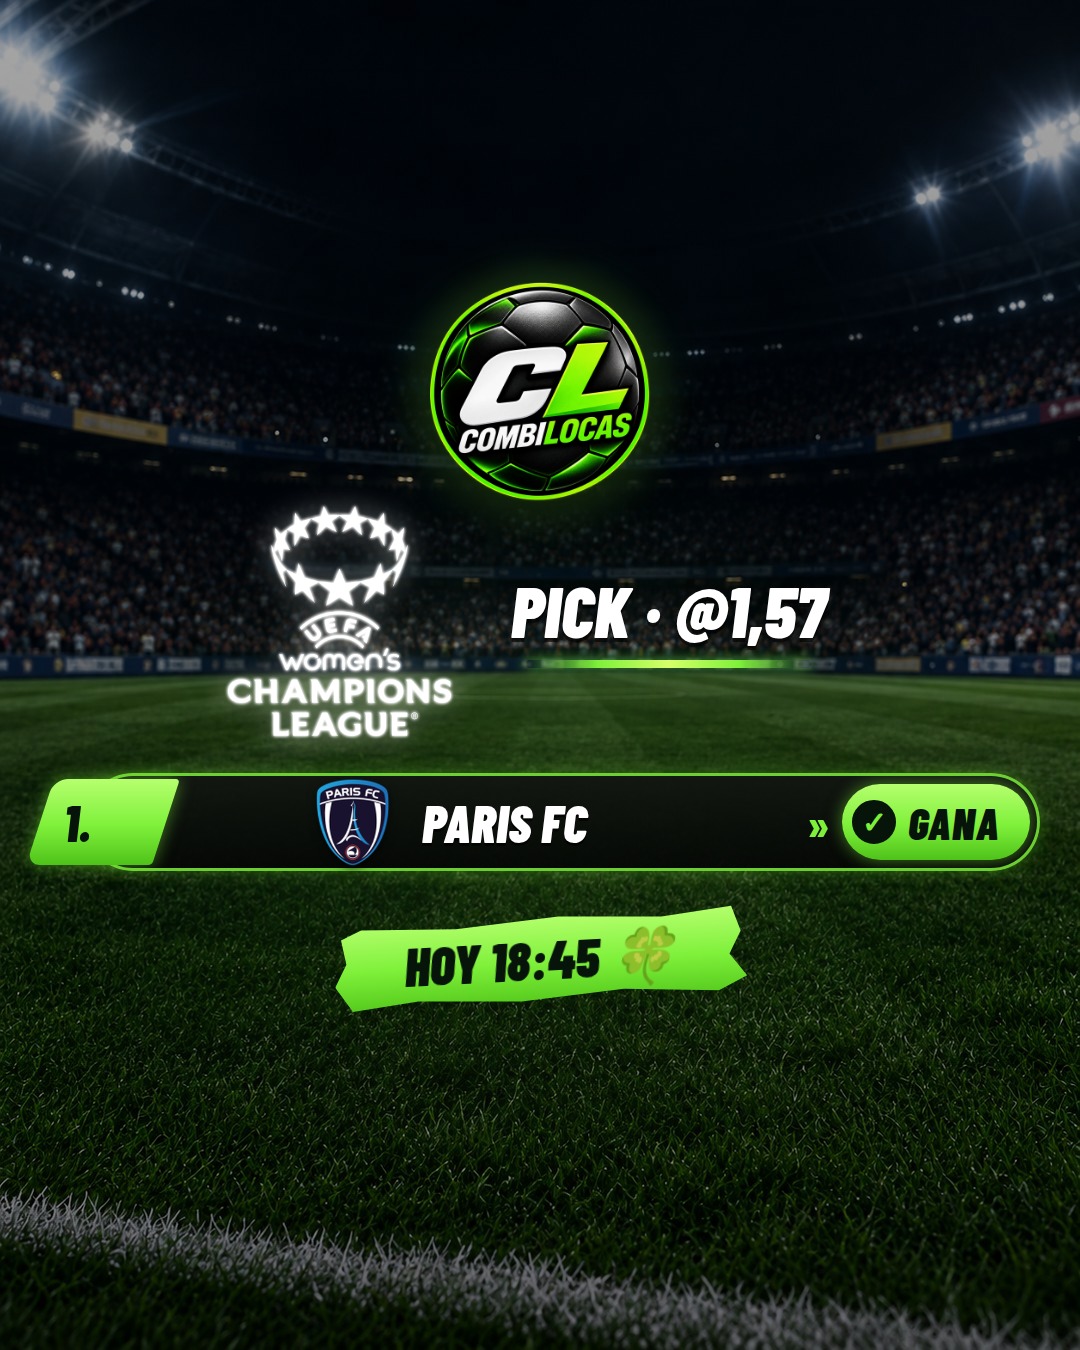 CL
COMBILOCAS
UEFA
women's
CHAMPIONS
LEAGUE®
PICK · @1,57
1.
PARIS FC
PARIS FC
» ✓ GANA
HOY 18:45 🍀